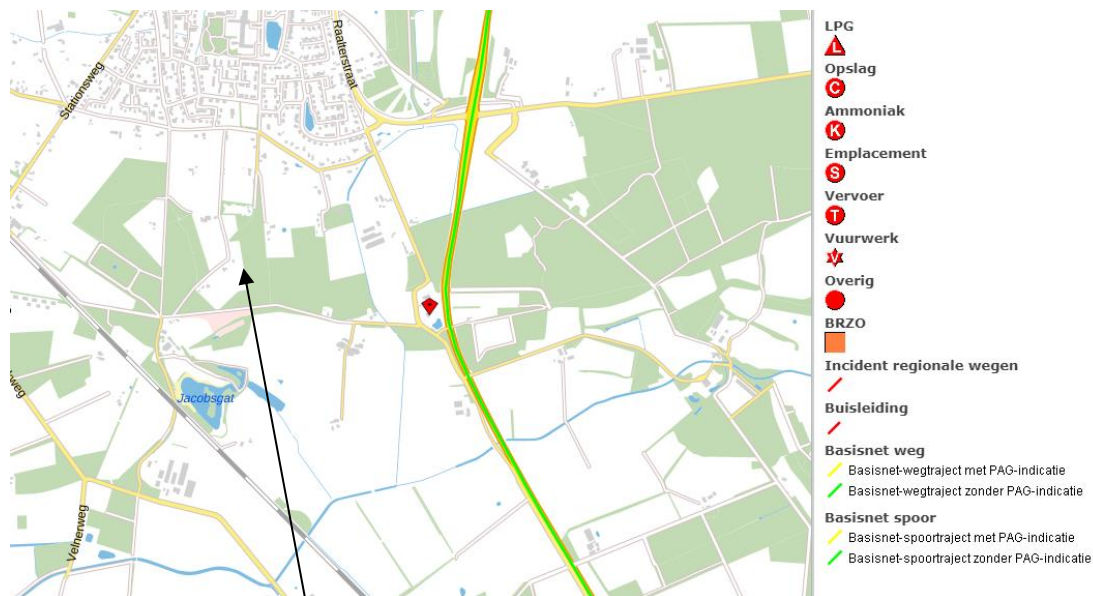 Raalterstraat
Stationsweg
Jacobsgat
Velnerweg
LPG
L
Opslag
C
Ammoniak
K
Emplacement
S
Vervoer
T
Vuurwerk
V
Overig
BRZO
Incident regionale wegen
Buisleiding
Basisnet weg
Basisnet-wegtraject met PAG-indicatie
Basisnet-wegtraject zonder PAG-indicatie
Basisnet spoor
Basisnet-spoortraject met PAG-indicatie
Basisnet-spoortraject zonder PAG-indicatie